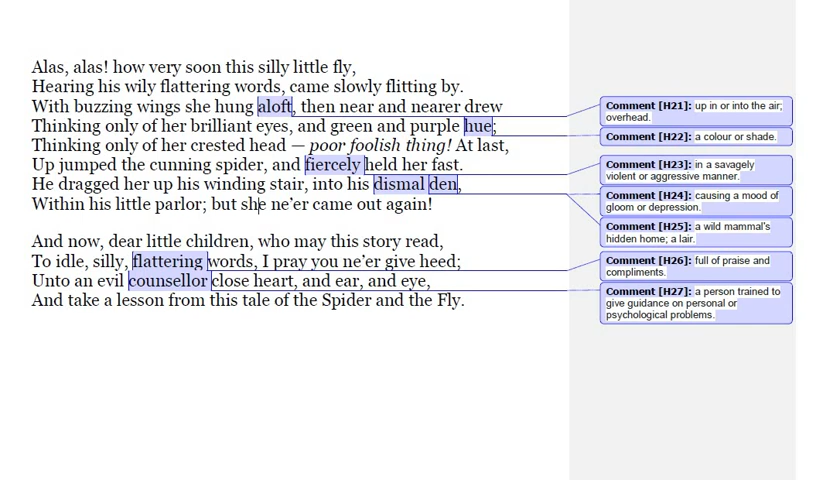 Alas, alas! how very soon this silly little fly,
Hearing his wily flattering words, came slowly flitting by.
With buzzing wings she hung aloft, then near and nearer drew
Thinking only of her brilliant eyes, and green and purple hue;
Thinking only of her crested head — poor foolish thing! At last,
Up jumped the cunning spider, and fiercely held her fast.
He dragged her up his winding stair, into his dismal den,
Within his little parlor; but she ne’er came out again!
And now, dear little children, who may this story read,
To idle, silly, flattering words, I pray you ne’er give heed;
Unto an evil counsellor close heart, and ear, and eye,
And take a lesson from this tale of the Spider and the Fly.
Comment [H21]: up in or into the air;
overhead.
Comment [H22]: a colour or shade.
Comment [H23]: in a savagely
violent or aggressive manner.
Comment [H24]: causing a mood of
gloom or depression.
Comment [H25]: a wild mammal's
hidden home; a lair.
Comment [H26]: full of praise and
compliments.
Comment [H27]: a person trained to
give guidance on personal or
psychological problems.